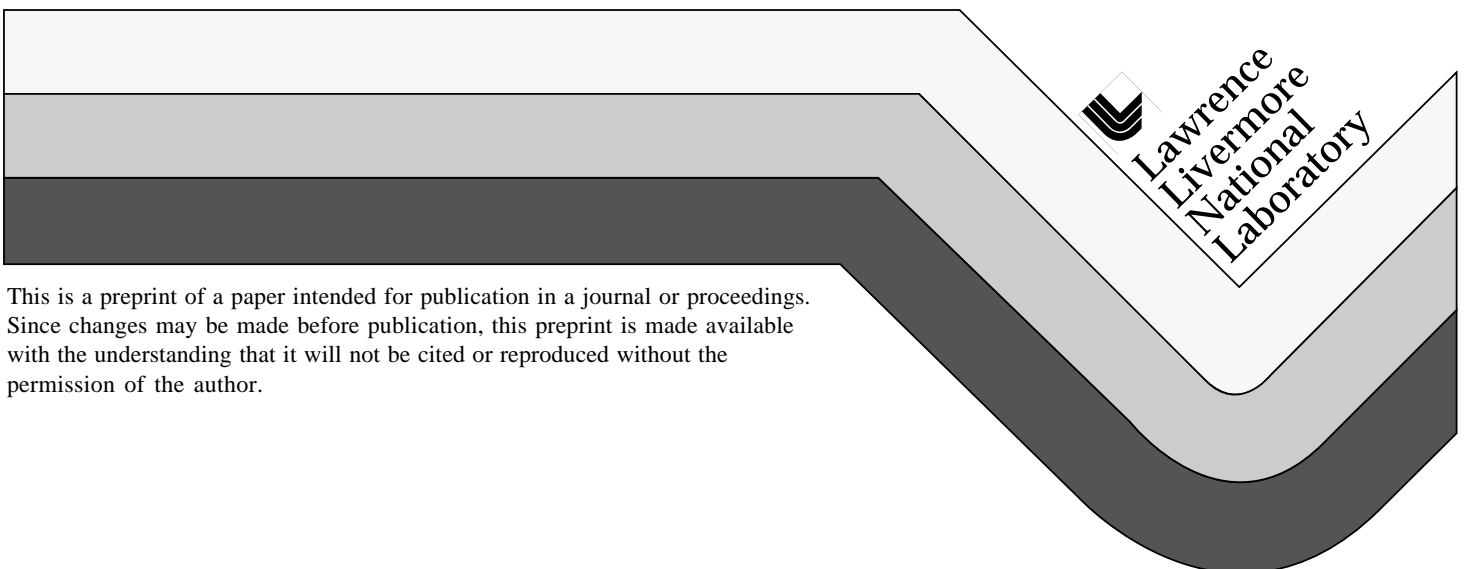 Lawrence
Livermore
National
Laboratory
This is a preprint of a paper intended for publication in a journal or proceedings.
Since changes may be made before publication, this preprint is made available
with the understanding that it will not be cited or reproduced without the
permission of the author.